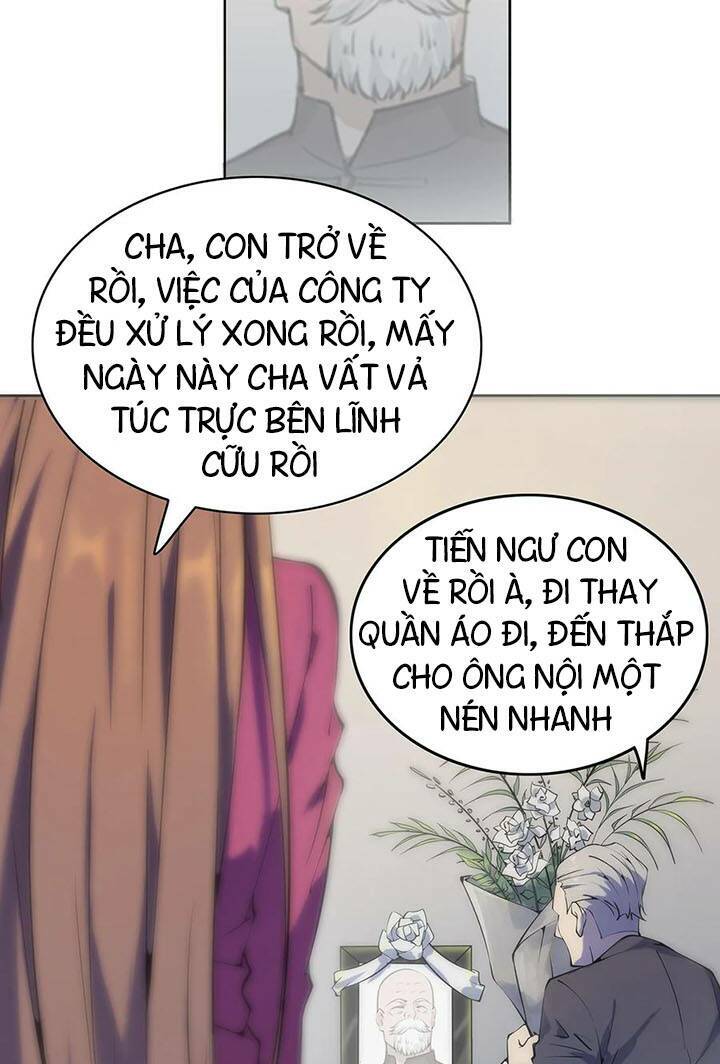 CHA, CON TRỞ VỀ
RỒI, VIỆC CỦA CÔNG TY
ĐỀU XỬ LÝ XONG RỒI, MẤY
NGÀY NÀY CHA VẤT VẢ
TÚC TRỰC BÊN LĨNH
CỮU RỒI
TIỄN NGƯ CON
VỀ RỒI À, ĐI THAY
QUẦN ÁO ĐI, ĐẾN THẮP
CHO ÔNG NỘI MỘT
NÉN NHANH